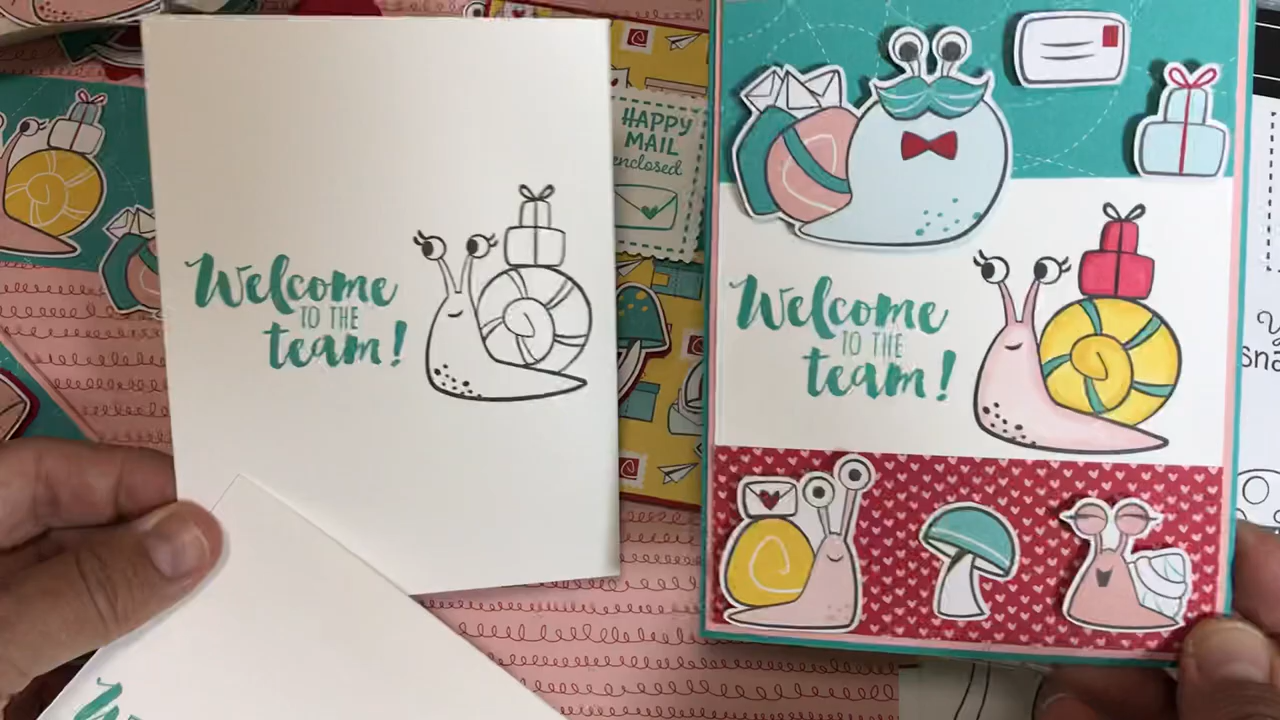 HAPPY
MAIL
enclosed
Welcome
TO THE
team!
Welcome
TO THE
team!